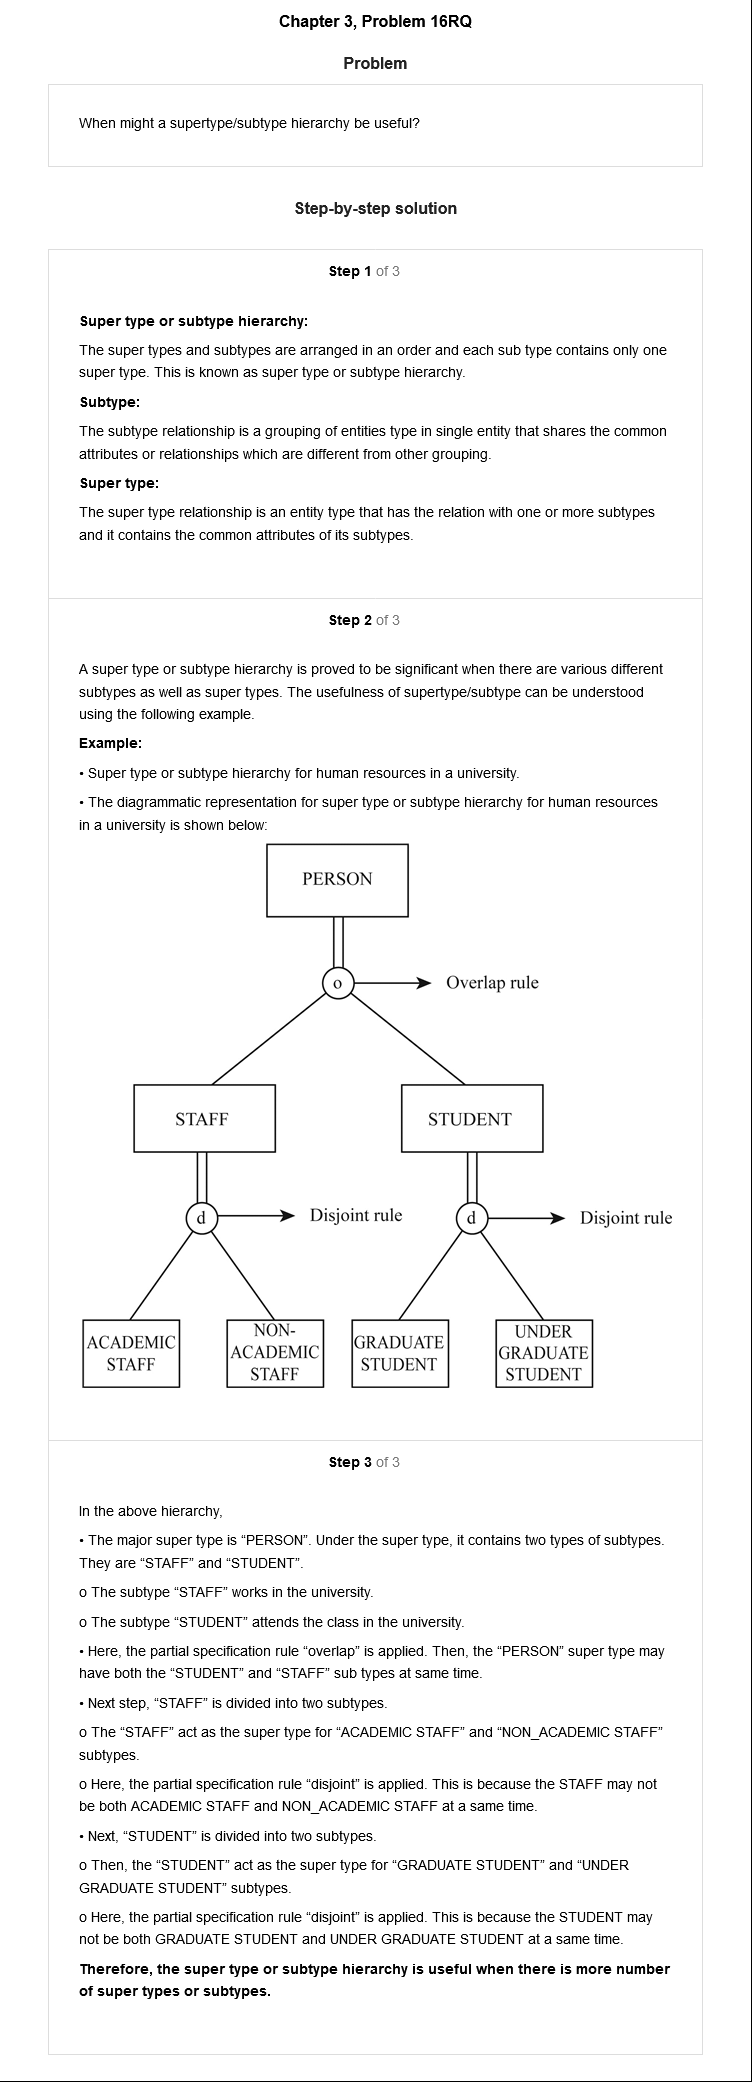 Chapter 3, Problem 16RQ
Problem
When might a supertype/subtype hierarchy be useful?
Step-by-step solution
Step 1 of 3
Super type or subtype hierarchy:
The super types and subtypes are arranged in an order and each sub type contains only one
super type. This is known as super type or subtype hierarchy.
Subtype:
The subtype relationship is a grouping of entities type in single entity that shares the common
attributes or relationships which are different from other grouping.
Super type:
The super type relationship is an entity type that has the relation with one or more subtypes
and it contains the common attributes of its subtypes.
Step 2 of 3
A super type or subtype hierarchy is proved to be significant when there are various different
subtypes as well as super types. The usefulness of supertype/subtype can be understood
using the following example.
Example:
• Super type or subtype hierarchy for human resources in a university.
• The diagrammatic representation for super type or subtype hierarchy for human resources
in a university is shown below:
PERSON
o
Overlap rule
STAFF
STUDENT
d
Disjoint rule
d
Disjoint rule
ACADEMIC
STAFF
NON-
ACADEMIC
STAFF
GRADUATE
STUDENT
UNDER
GRADUATE
STUDENT
Step 3 of 3
In the above hierarchy,
• The major super type is “PERSON”. Under the super type, it contains two types of subtypes.
They are “STAFF” and “STUDENT”.
o The subtype “STAFF” works in the university.
o The subtype “STUDENT” attends the class in the university.
• Here, the partial specification rule “overlap” is applied. Then, the “PERSON” super type may
have both the “STUDENT” and “STAFF” sub types at same time.
• Next step, “STAFF” is divided into two subtypes.
o The “STAFF” act as the super type for “ACADEMIC STAFF” and “NON_ACADEMIC STAFF”
subtypes.
o Here, the partial specification rule “disjoint” is applied. This is because the STAFF may not
be both ACADEMIC STAFF and NON_ACADEMIC STAFF at a same time.
• Next, “STUDENT” is divided into two subtypes.
o Then, the “STUDENT” act as the super type for “GRADUATE STUDENT” and “UNDER
GRADUATE STUDENT” subtypes.
o Here, the partial specification rule “disjoint” is applied. This is because the STUDENT may
not be both GRADUATE STUDENT and UNDER GRADUATE STUDENT at a same time.
Therefore, the super type or subtype hierarchy is useful when there is more number
of super types or subtypes.